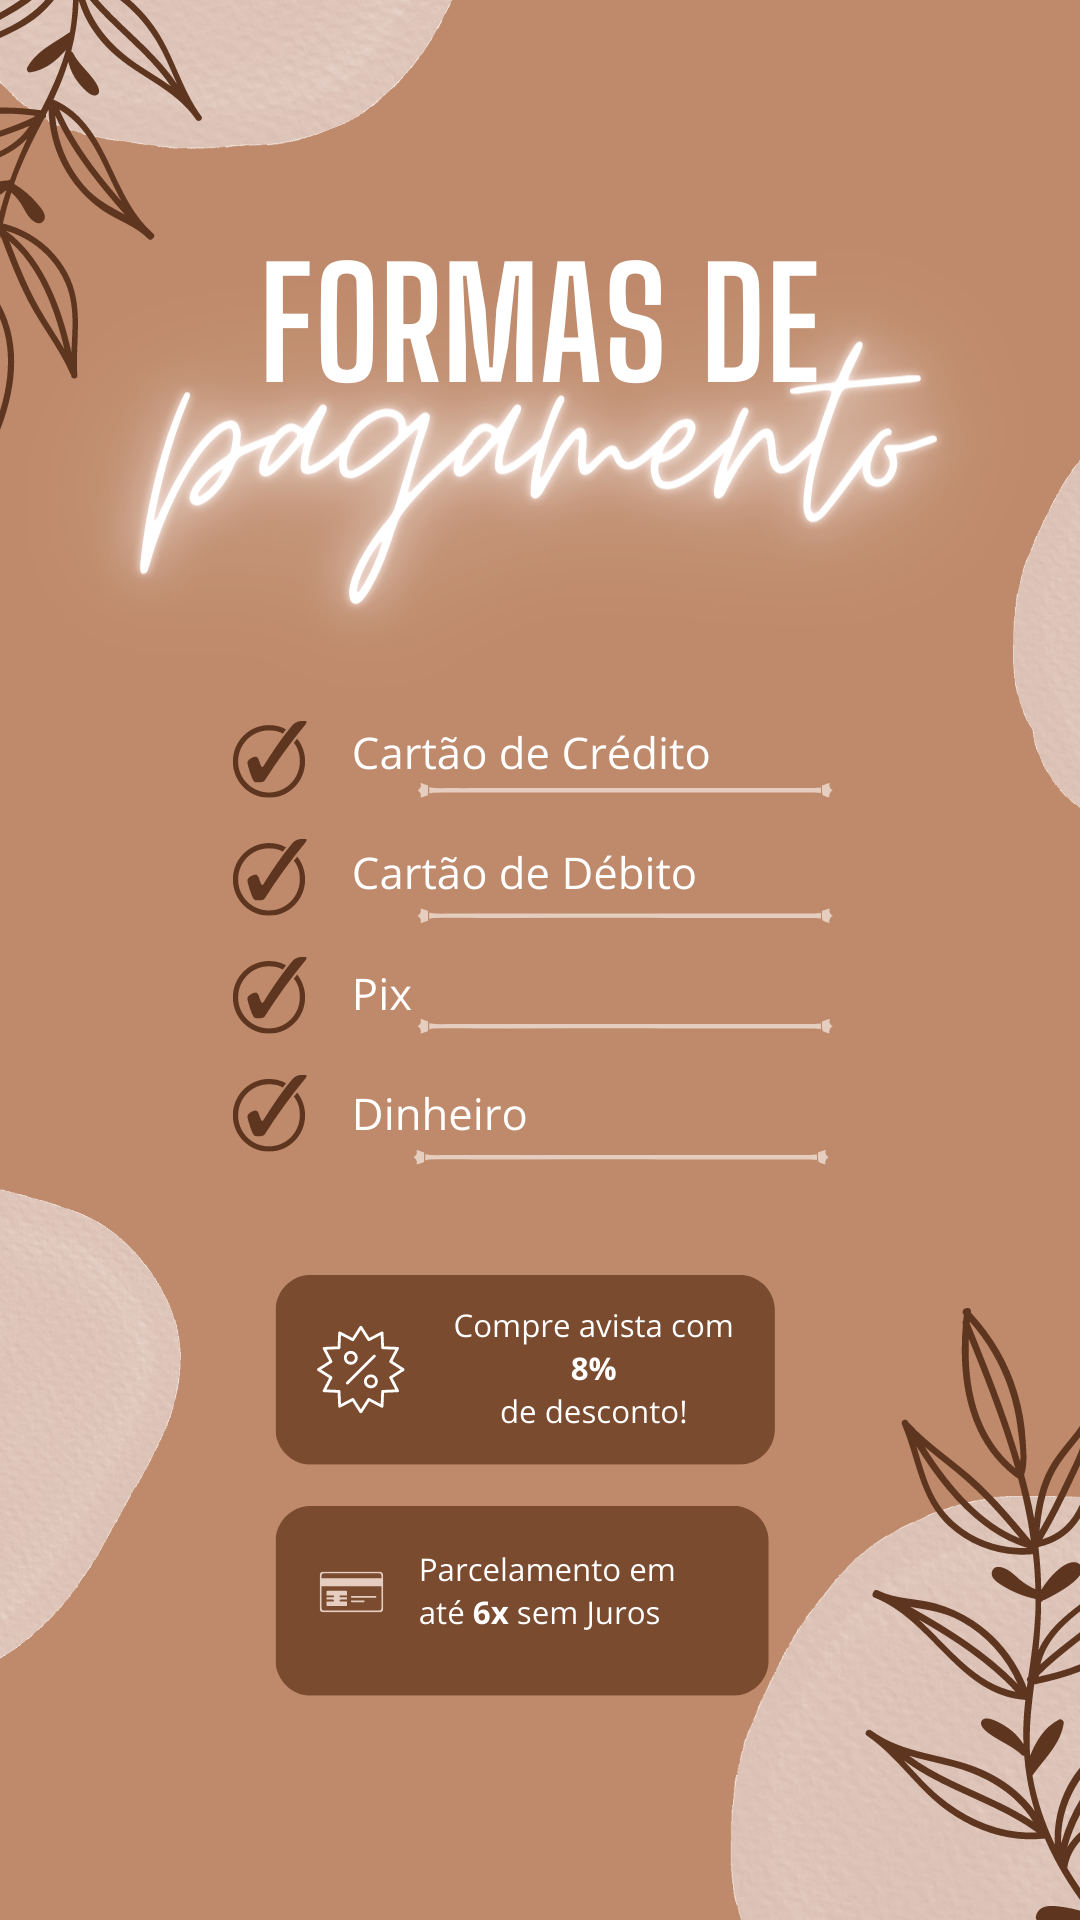 FORMAS DE
pagamento
Cartão de Crédito
Cartão de Débito
Pix
Dinheiro
Compre avista com
8%
de desconto!
Parcelamento em
até 6x sem Juros